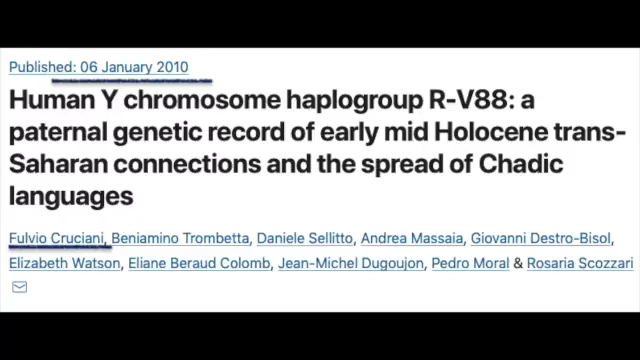 Published: 06 January 2010
Human Y chromosome haplogroup R-V88: a
paternal genetic record of early mid Holocene trans-
Saharan connections and the spread of Chadic
languages
Fulvio Cruciani, Beniamino Trombetta, Daniele Sellitto, Andrea Massaia, Giovanni Destro-Bisol,
Elizabeth Watson, Eliane Beraud Colomb, Jean-Michel Dugoujon, Pedro Moral & Rosaria Scozzari